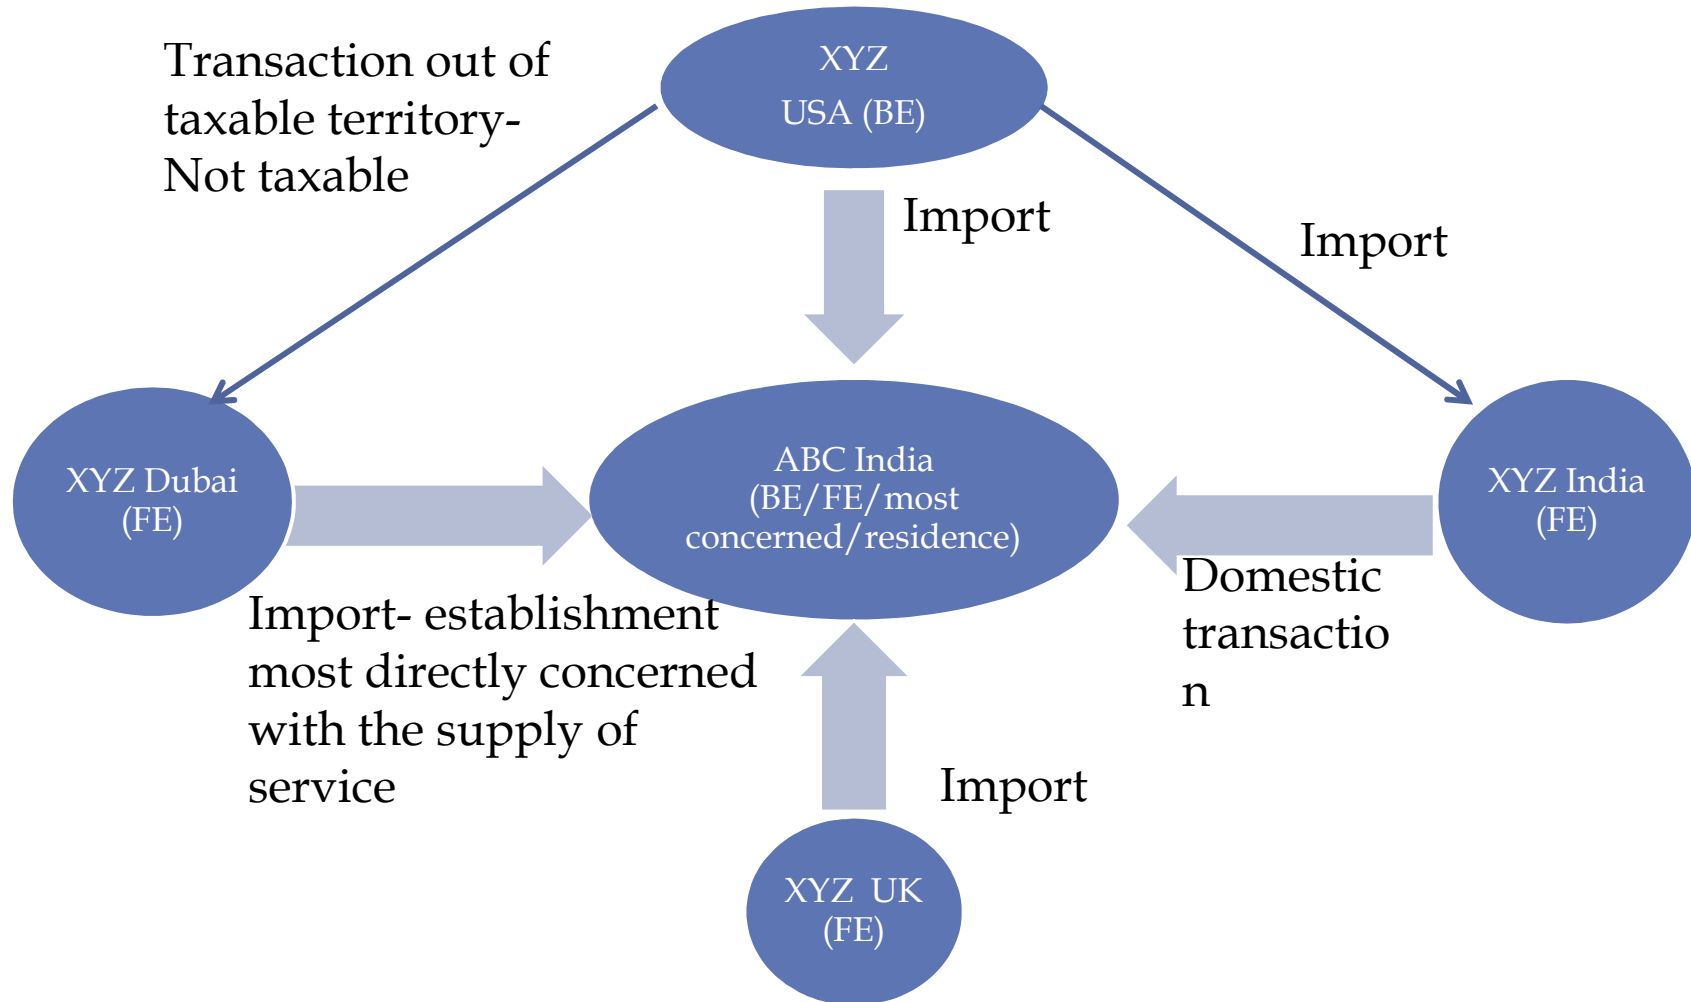 Transaction out of
taxable territory-
Not taxable
XYZ
USA (BE)
Import
Import
XYZ Dubai
(FE)
ABC India
(BE/FE/most
concerned/residence)
XYZ India
(FE)
Import- establishment
most directly concerned
with the supply of
service
Domestic
transactio
n
Import
XYZ  UK
(FE)